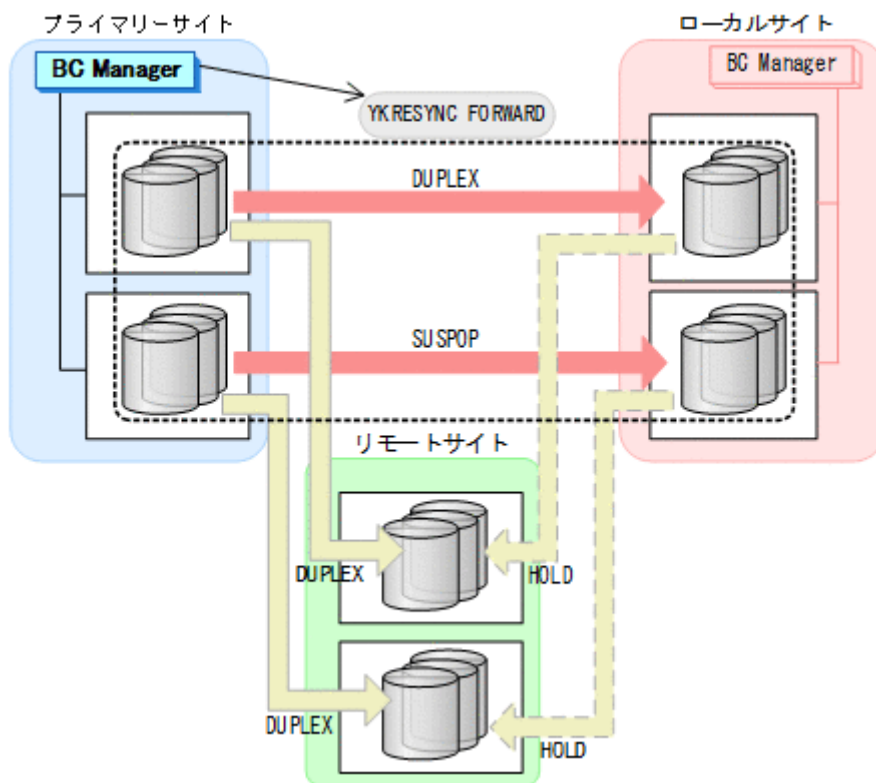 プライマリーサイト
ローカルサイト
BC Manager
BC Manager
YKRESYNC FORWARD
DUPLEX
SUSPOP
リモートサイト
DUPLEX
HOLD
DUPLEX
HOLD